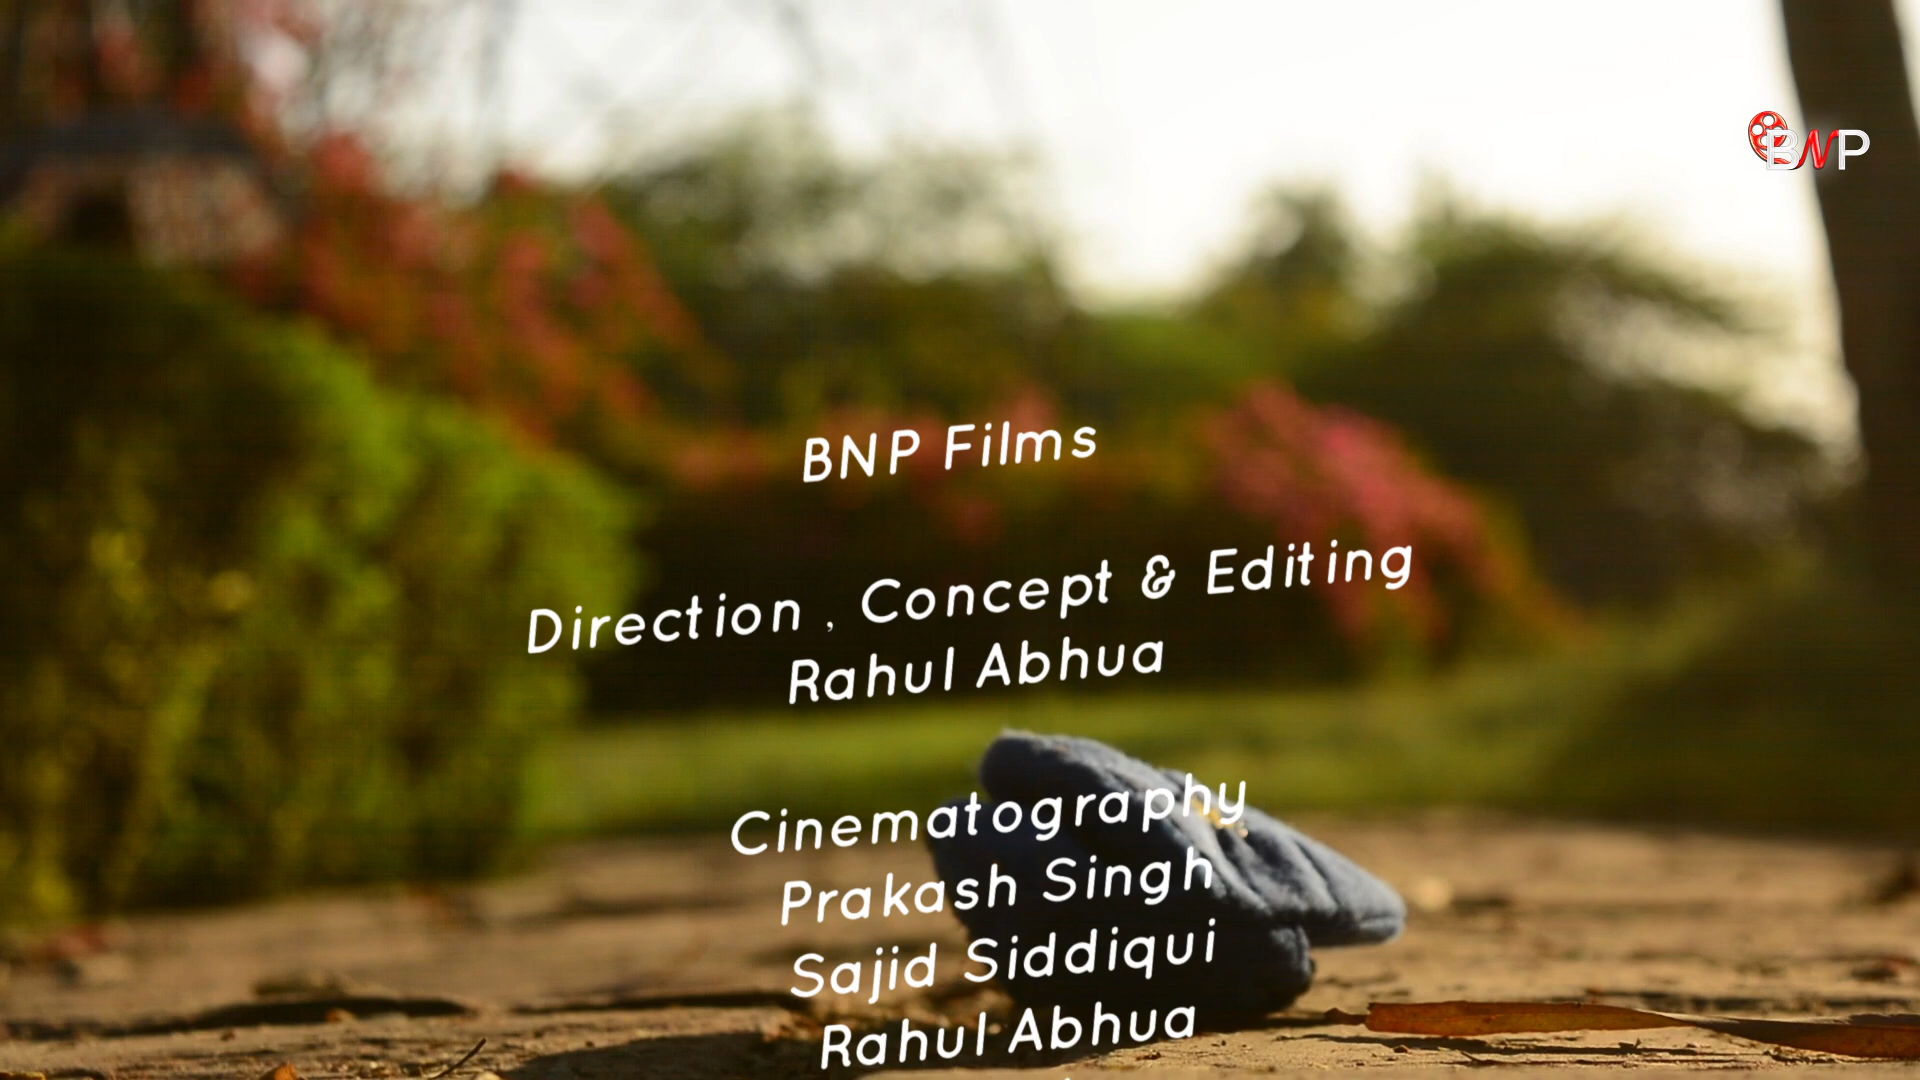 BNP
BNP Films
Direction , Concept & Editing
Rahul Abhua
Cinematography
Prakash Singh
Sajid Siddiqui
Rahul Abhua